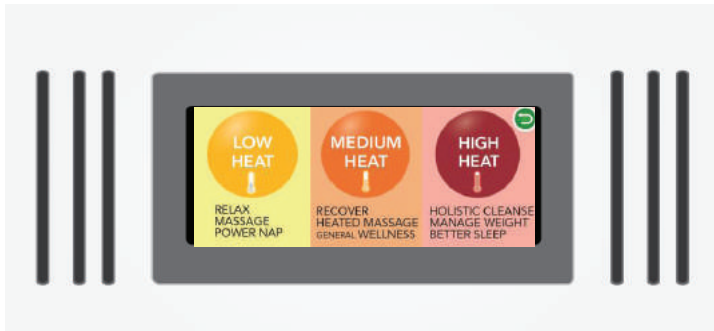 LOW
HEAT
RELAX
MASSAGE
POWER NAP
MEDIUM
HEAT
RECOVER
HEATED MASSAGE
GENERAL WELLNESS
HIGH
HEAT
HOLISTIC CLEANSE
MANAGE WEIGHT
BETTER SLEEP